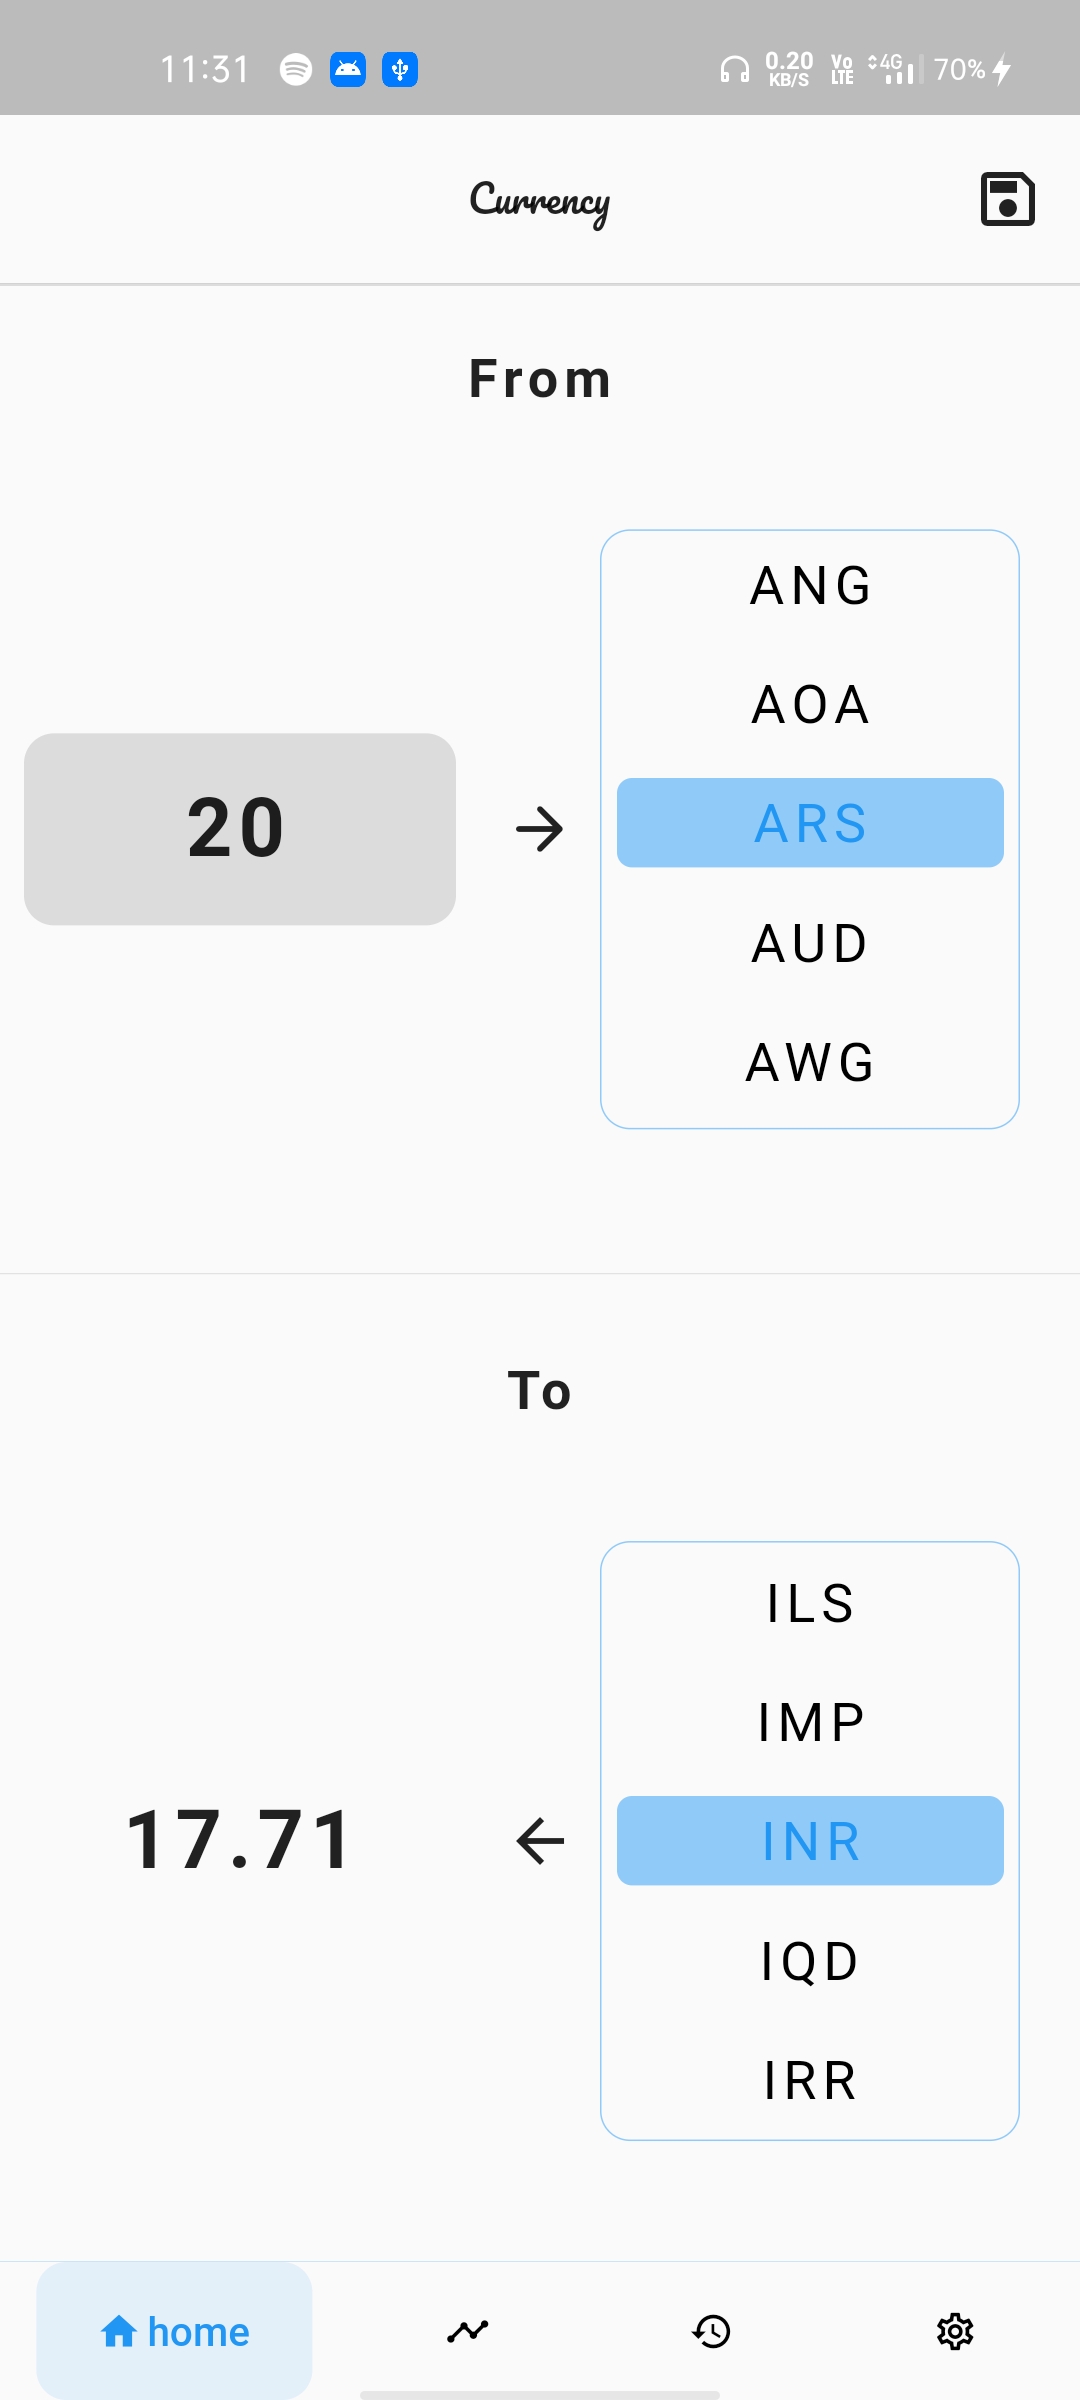 11:31 0.20 KB/S Vo LTE 4G 70%
Currency
From
ANG
AOA
20
ARS
AUD
AWG
To
ILS
IMP
17.71
INR
IQD
IRR
home